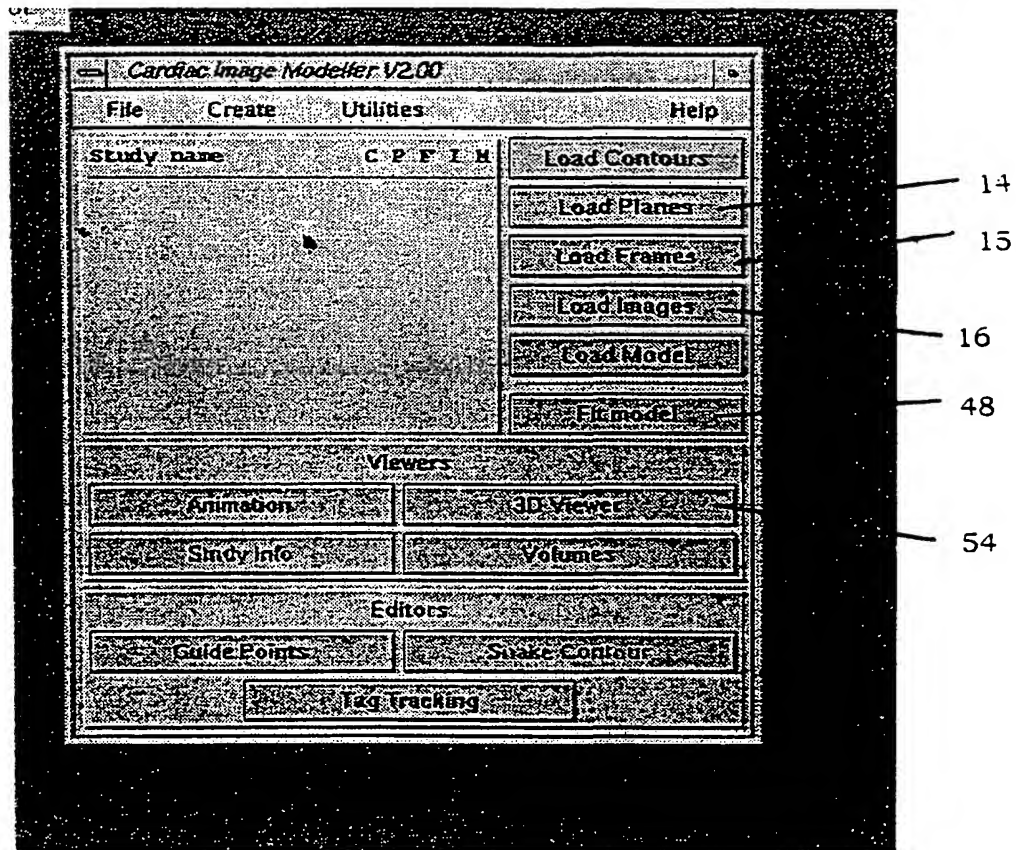 Cardiac Image Modeller V2.00
File Create Utilities Help
Study name C P F I M
Load Contours
Load Planes
14
Load Frames
15
Load Images
16
Load Model
Fit model
48
Viewers
Animation 3D Viewer
54
Study Info Volumes
Editors
Guide Points Snake Contour
Tag Tracking